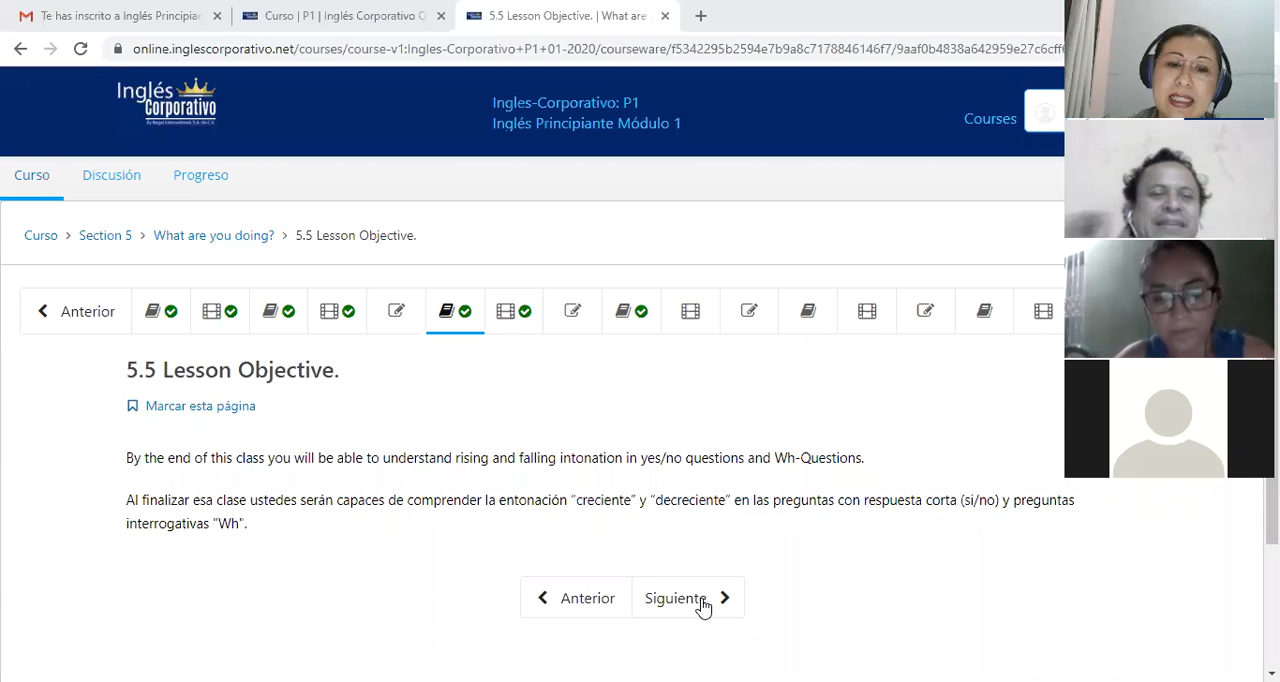 Te has inscrito a Inglés Principian
Curso | P1 | Inglés Corporativo O
5.5 Lesson Objective. | What are
online.inglescorporativo.net/courses/course-v1:Ingles-Corporativo+P1+01-2020/courseware/f5342295b2594e7b9a8c7178846146f7/9aaf0b4838a642959e27c6cff6
Inglés
Corporativo
Ingles-Corporativo: P1
Inglés Principiante Módulo 1
Courses
Curso
Discusión
Progreso
Curso > Section 5 > What are you doing? > 5.5 Lesson Objective.
Anterior
5.5 Lesson Objective.
Marcar esta página
By the end of this class you will be able to understand rising and falling intonation in yes/no questions and Wh-Questions.
Al finalizar esa clase ustedes serán capaces de comprender la entonación “creciente” y “decreciente” en las preguntas con respuesta corta (si/no) y preguntas
interrogativas "Wh".
Anterior
Siguiente